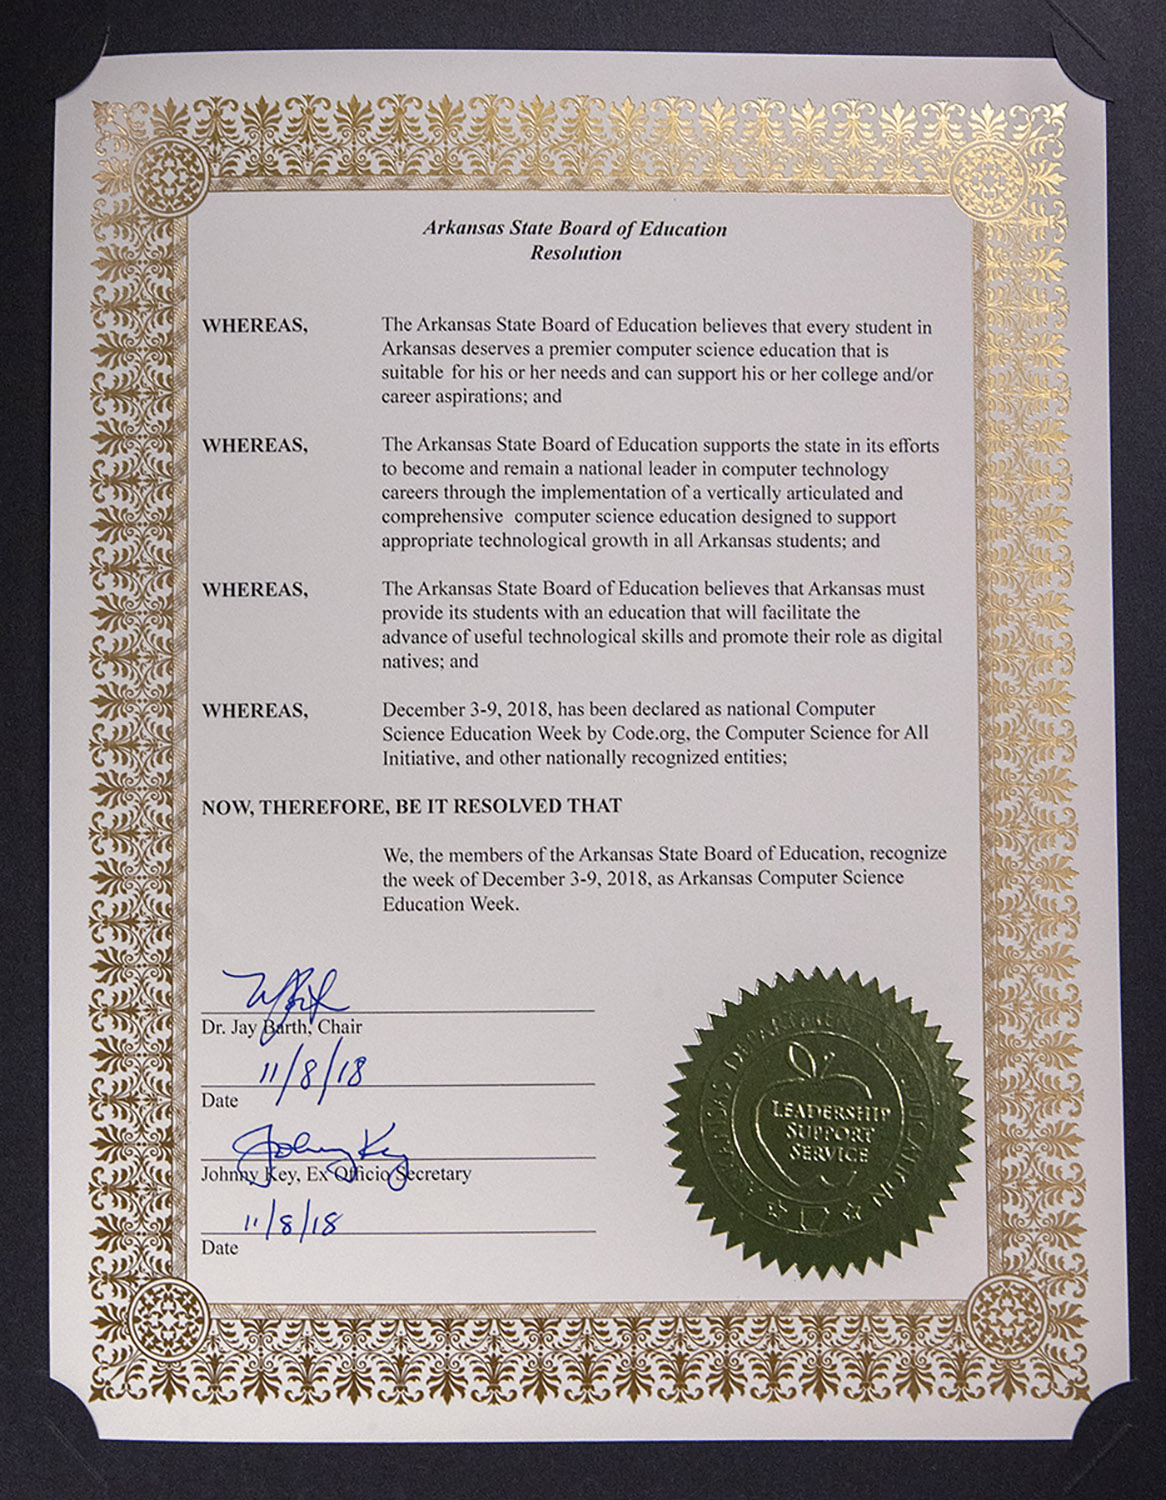 Arkansas State Board of Education
Resolution
WHEREAS, The Arkansas State Board of Education believes that every student in
Arkansas deserves a premier computer science education that is
suitable for his or her needs and can support his or her college and/or
career aspirations; and
WHEREAS, The Arkansas State Board of Education supports the state in its efforts
to become and remain a national leader in computer technology
careers through the implementation of a vertically articulated and
comprehensive computer science education designed to support
appropriate technological growth in all Arkansas students; and
WHEREAS, The Arkansas State Board of Education believes that Arkansas must
provide its students with an education that will facilitate the
advance of useful technological skills and promote their role as digital
natives; and
WHEREAS, December 3-9, 2018, has been declared as national Computer
Science Education Week by Code.org, the Computer Science for All
Initiative, and other nationally recognized entities;
NOW, THEREFORE, BE IT RESOLVED THAT
We, the members of the Arkansas State Board of Education, recognize
the week of December 3-9, 2018, as Arkansas Computer Science
Education Week.
Dr. Jay Barth, Chair
11/8/18
Date
Johnny Key
Johnny Key, Ex Officio Secretary
11/8/18
Date
ARKANSAS DEPARTMENT OF EDUCATION
LEADERSHIP
SUPPORT
SERVICE